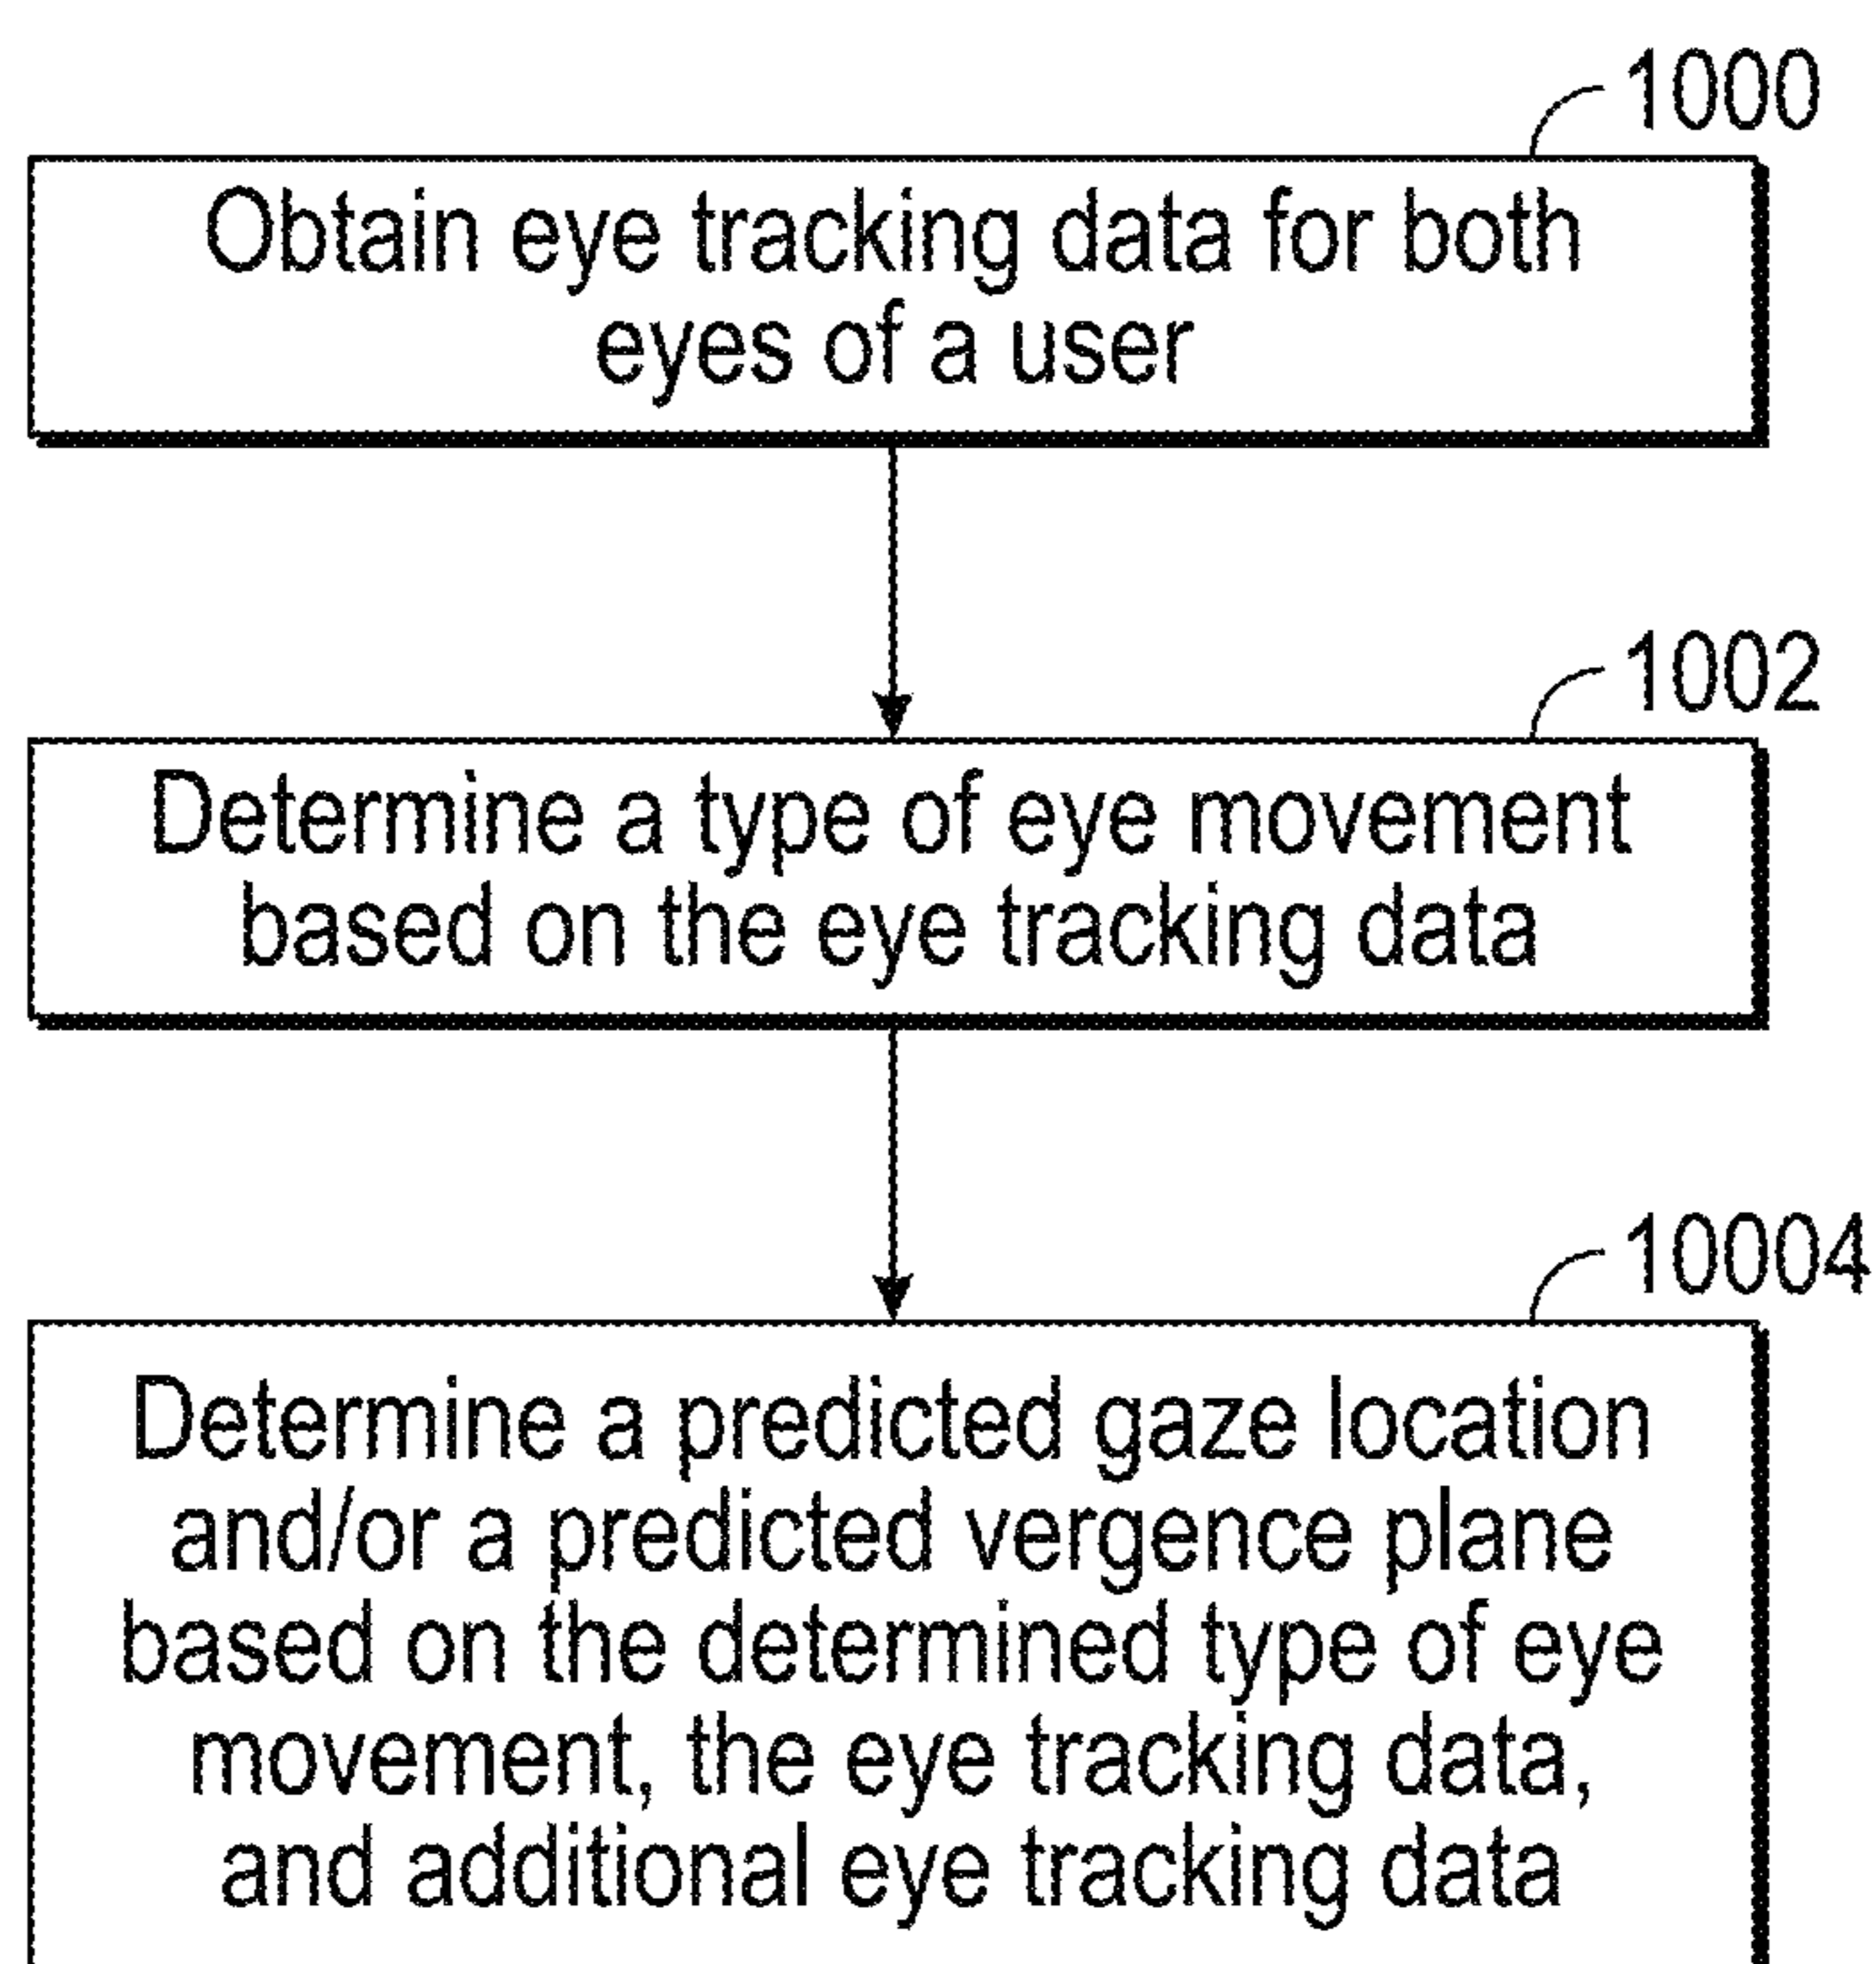 1000
Obtain eye tracking data for both
eyes of a user
1002
Determine a type of eye movement
based on the eye tracking data
10004
Determine a predicted gaze location
and/or a predicted vergence plane
based on the determined type of eye
movement, the eye tracking data,
and additional eye tracking data